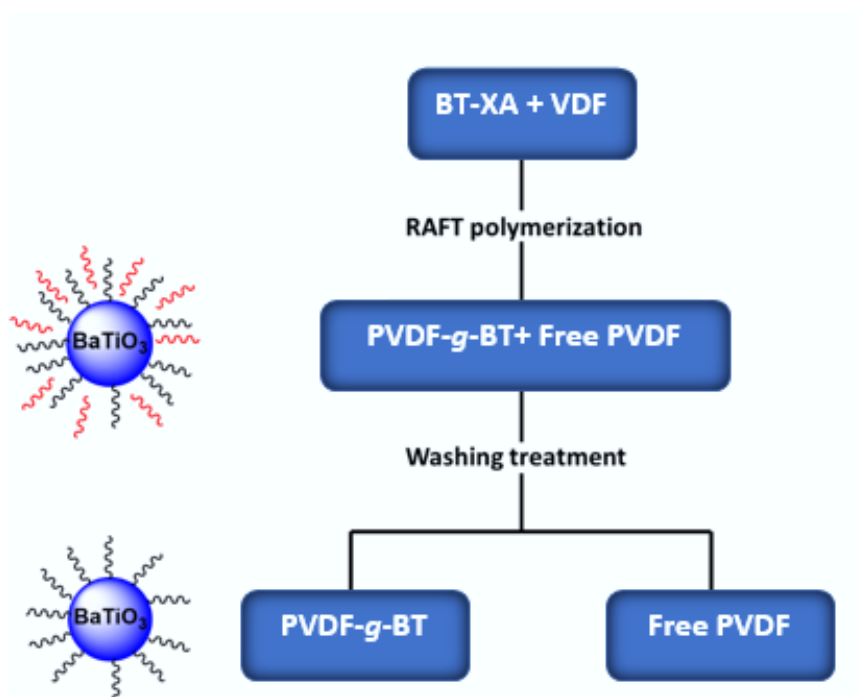 BT-XA + VDF
RAFT polymerization
BaTiO3
PVDF-g-BT+ Free PVDF
Washing treatment
BaTiO3
PVDF-g-BT
Free PVDF